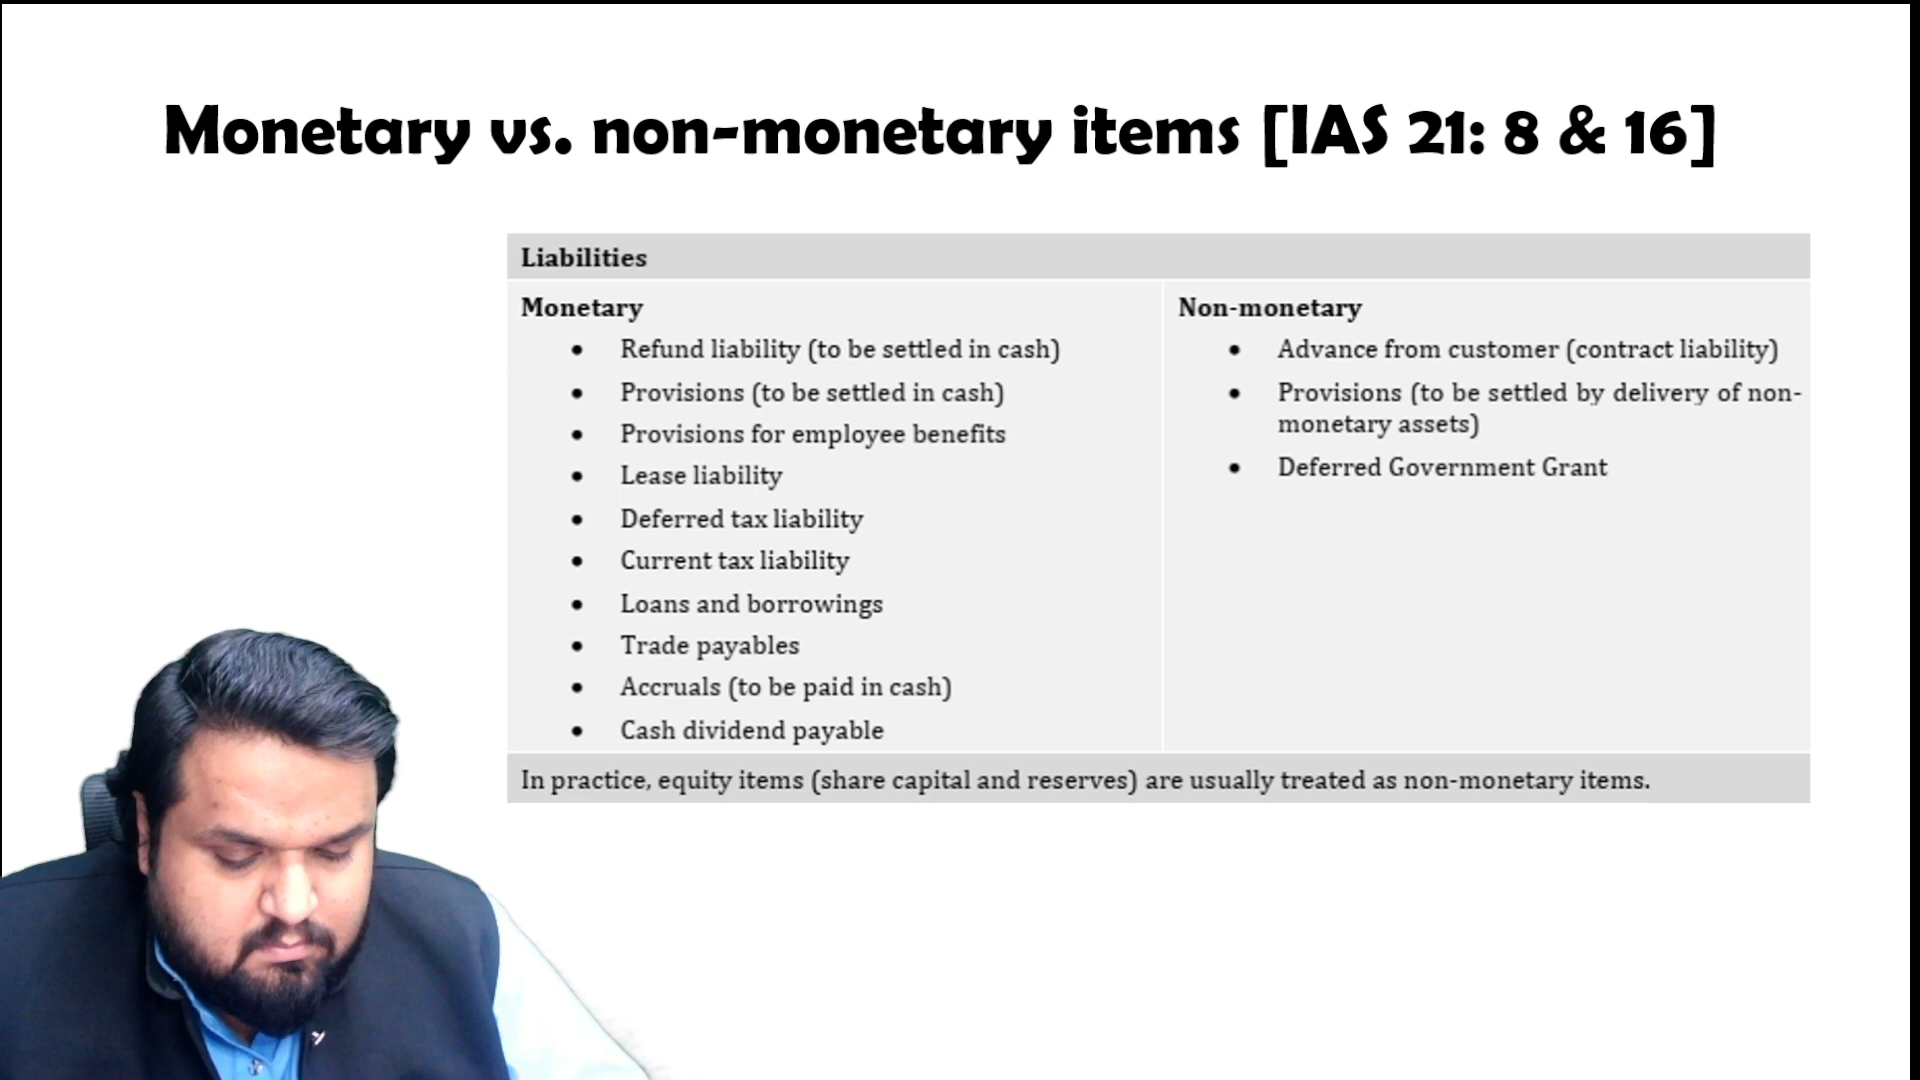 Monetary vs. non-monetary items [IAS 21: 8 & 16]
Liabilities
Monetary
• Refund liability (to be settled in cash)
• Provisions (to be settled in cash)
• Provisions for employee benefits
• Lease liability
• Deferred tax liability
• Current tax liability
• Loans and borrowings
• Trade payables
• Accruals (to be paid in cash)
• Cash dividend payable
Non-monetary
• Advance from customer (contract liability)
• Provisions (to be settled by delivery of non-
monetary assets)
• Deferred Government Grant
In practice, equity items (share capital and reserves) are usually treated as non-monetary items.